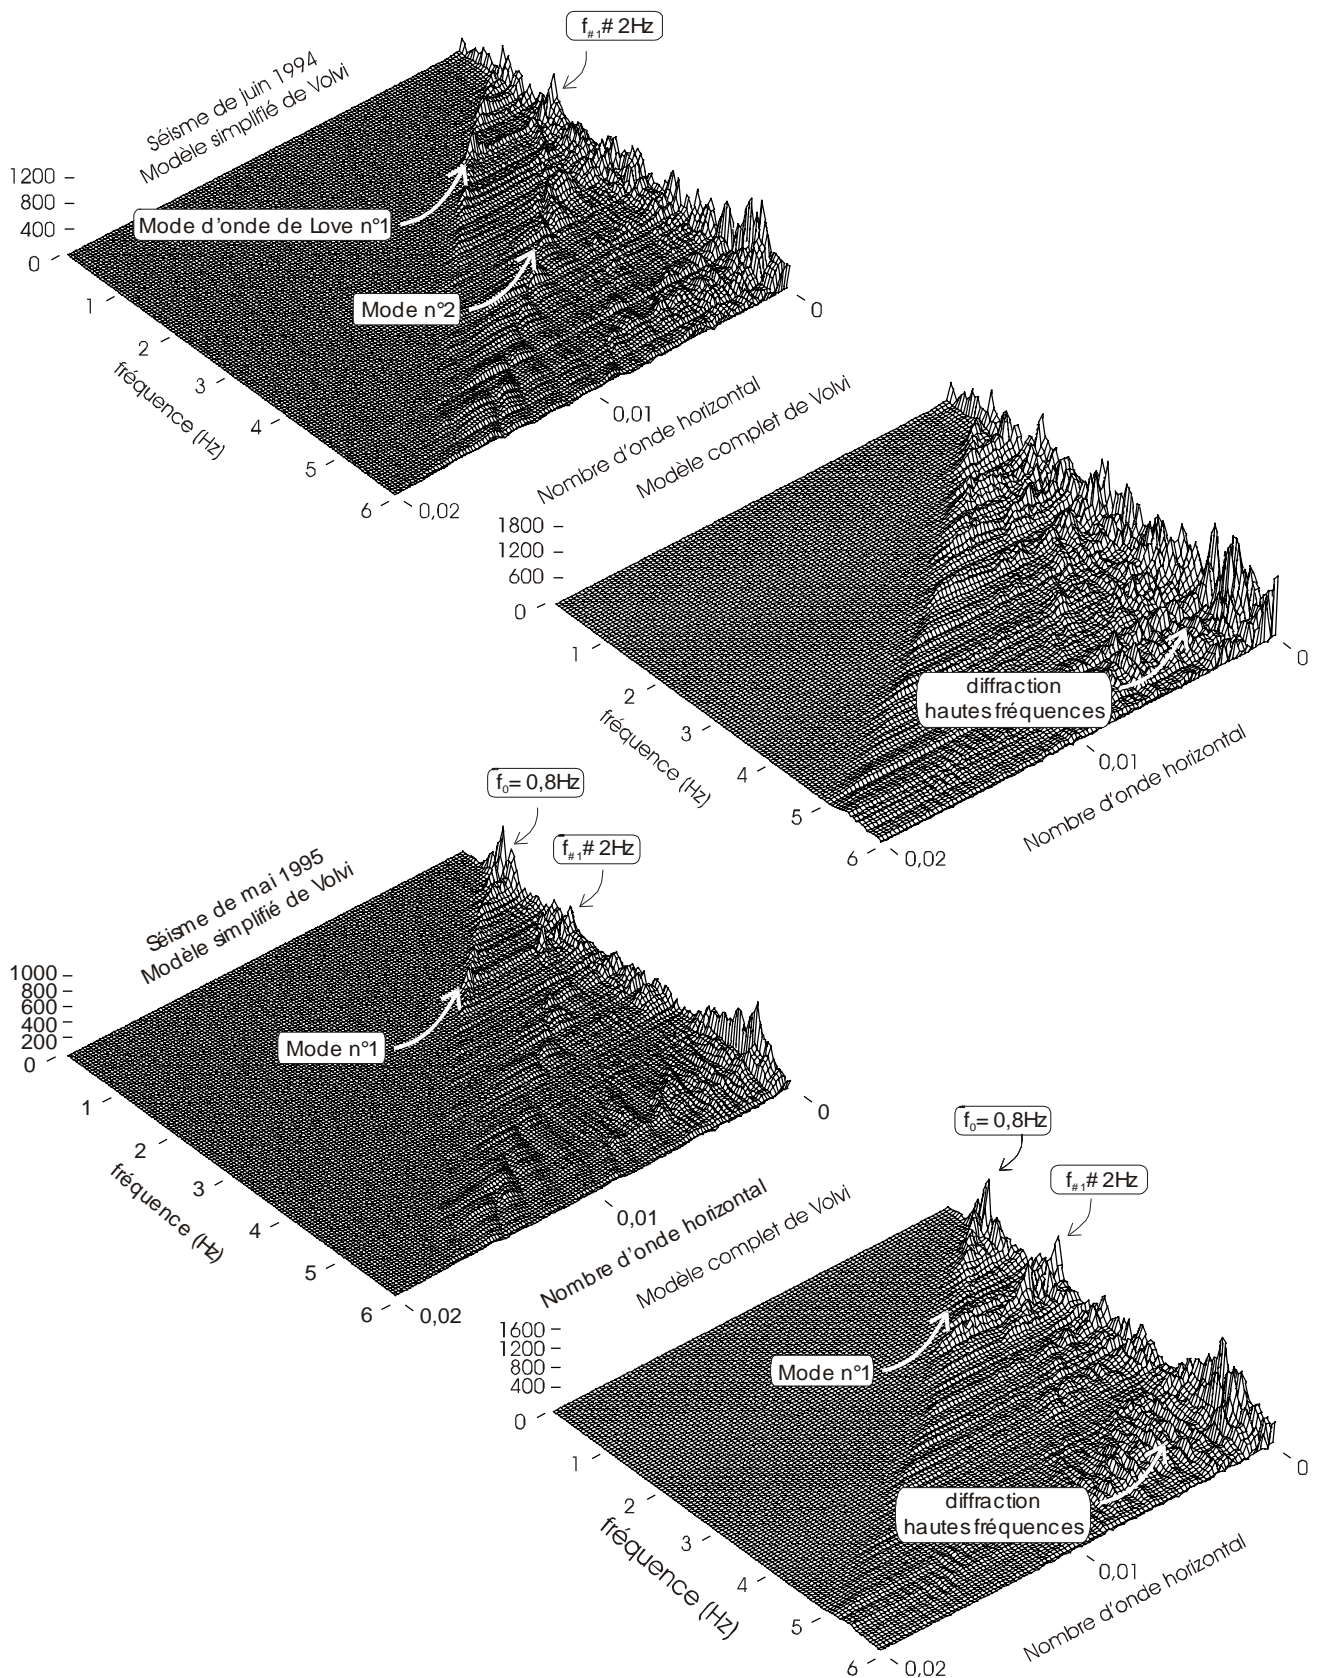 f#1# 2Hz
Séisme de juin 1994
Modèle simplifié de Volvi
1200
800
400
0
Mode d'onde de Love n°1
Mode n°2
1
2
3
4
5
6
fréquence (Hz)
0
0,01
0,02
Nombre d'onde horizontal
Modèle complet de Volvi
1800
1200
600
0
1
2
3
4
5
6
fréquence (Hz)
diffraction
hautes fréquences
0
0,01
0,02
Nombre d'onde horizontal
f0= 0,8Hz
f#1# 2Hz
Séisme de mai 1995
Modèle simplifié de Volvi
1000
800
600
400
200
0
Mode n°1
1
2
3
4
5
6
fréquence (Hz)
0
0,01
0,02
Nombre d'onde horizontal
f0= 0,8Hz
f#1# 2Hz
Modèle complet de Volvi
1600
1200
800
400
0
Mode n°1
1
2
3
4
5
6
fréquence (Hz)
diffraction
hautes fréquences
0
0,01
0,02
Nombre d'onde horizontal